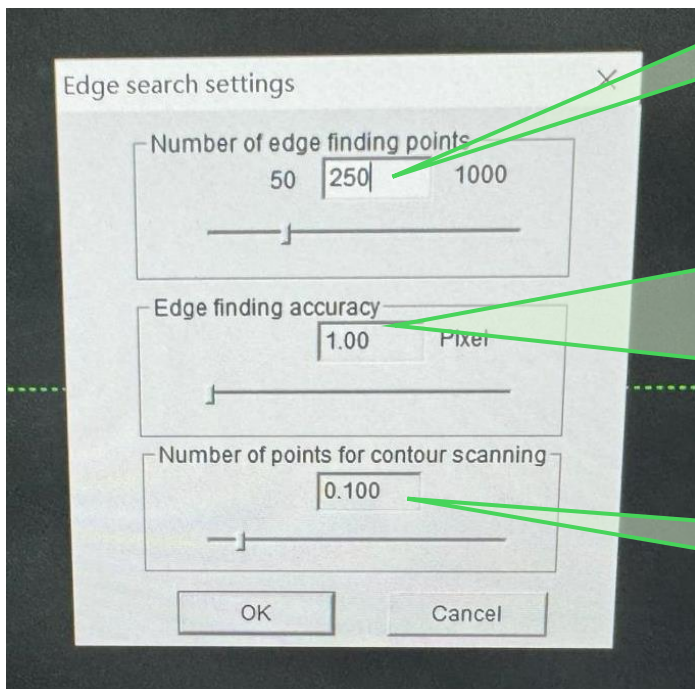 Edge search settings
Number of edge finding points
50 250 1000
Edge finding accuracy
1.00 Pixel
Number of points for contour scanning
0.100
OK Cancel